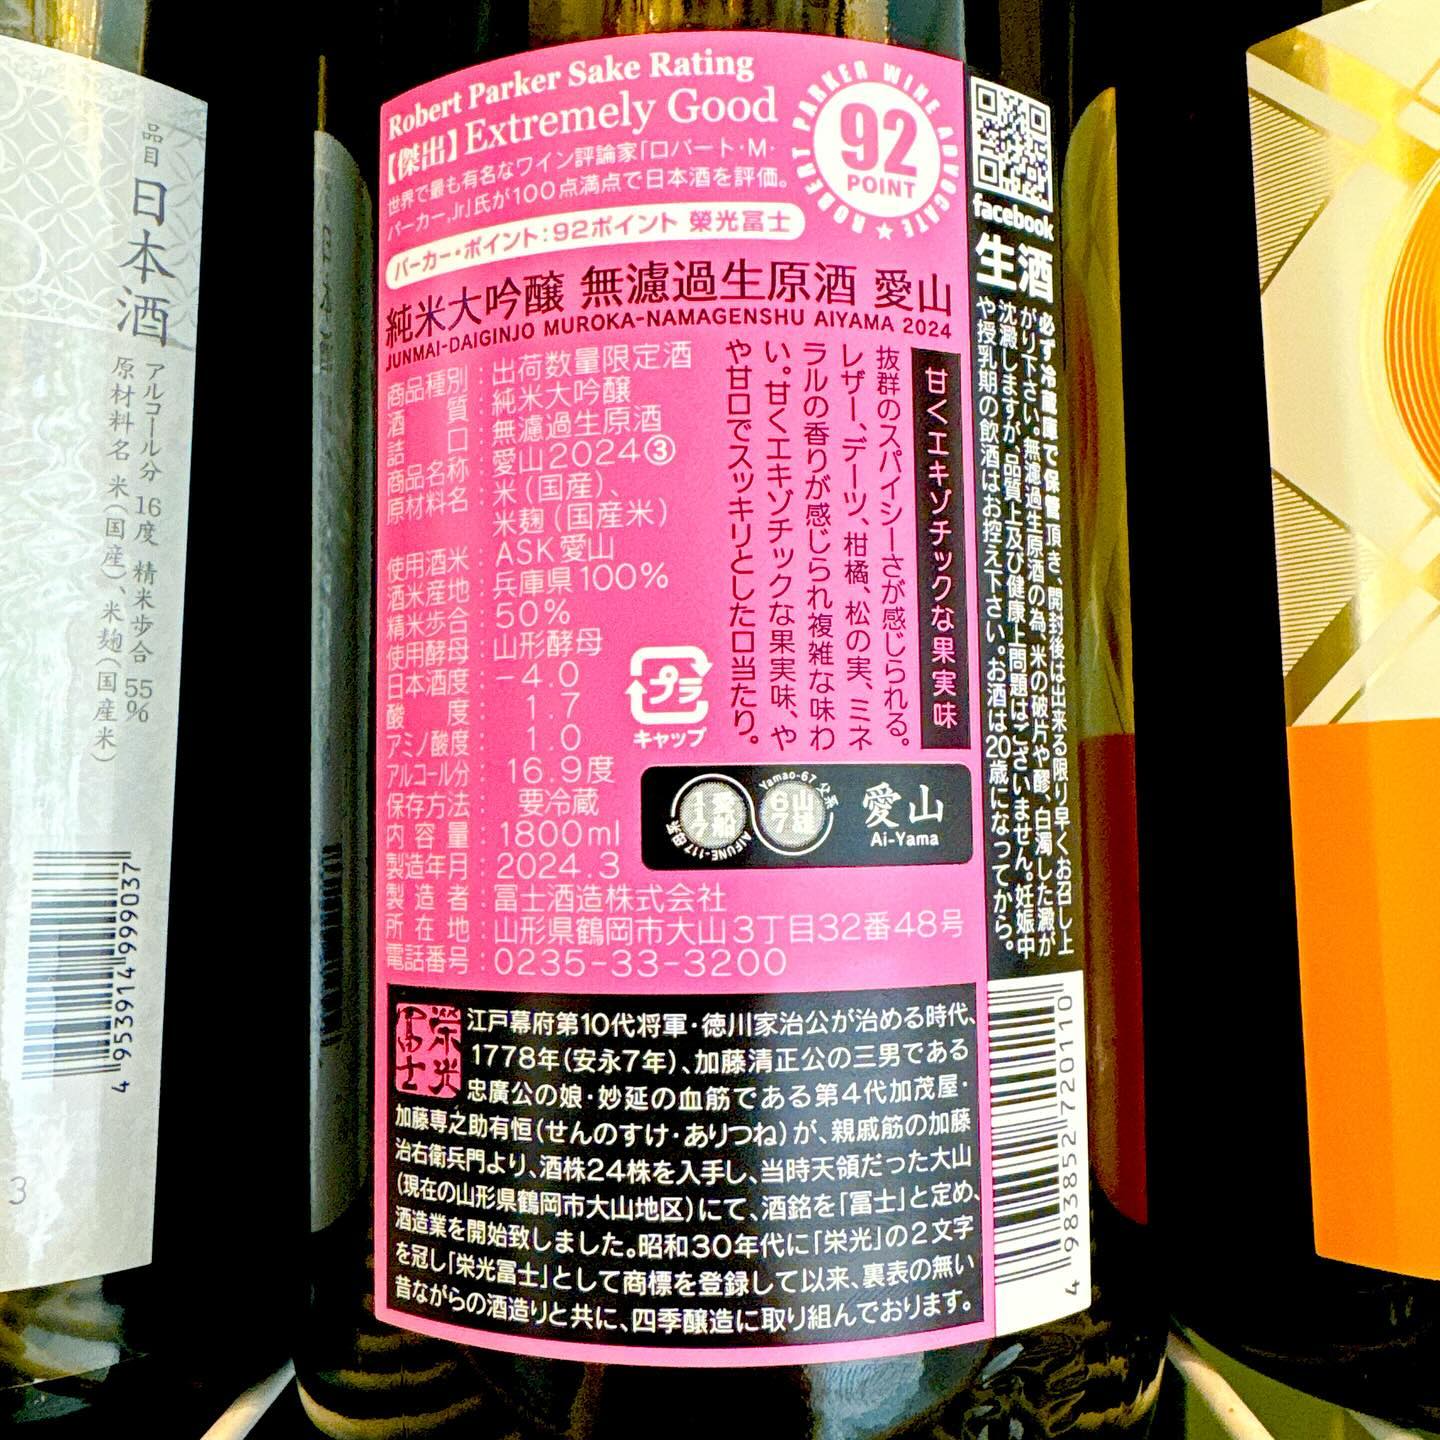 品目 日本酒
アルコール分 16度 精米歩合 55%
原材料名 米(国産)、米麹(国産米)
4 953914 999037
3
Robert Parker Sake Rating
【傑出】Extremely Good
世界で最も有名なワイン評論家「ロバート・M・
パーカー,Jr」氏が100点満点で日本酒を評価。
パーカー・ポイント:92ポイント 榮光冨士
ROBERT PARKER WINE ADVOCATE ★
92
POINT
純米大吟醸 無濾過生原酒 愛山
JUNMAI-DAIGINJO MUROKA-NAMAGENSHU AIYAMA 2024
商品種別:出荷数量限定酒
酒質:純米大吟醸
詰口:無濾過生原酒
商品名称:愛山2024③
原材料名:米(国産)、
米麹(国産米)
使用酒米:ASK愛山
酒米産地:兵庫県100%
精米歩合:50%
使用酵母:山形酵母
日本酒度:-4.0
酸度:1.7
アミノ酸度:1.0
アルコール分:16.9度
保存方法:要冷蔵
内容量:1800ml
製造年月:2024.3
製造者:冨士酒造株式会社
所在地:山形県鶴岡市大山3丁目32番48号
電話番号:0235-33-3200
甘くエキゾチックな果実味
抜群のスパイシーさが感じられる。
レザー、デーツ、柑橘、松の実、ミネ
ラルの香りが感じられ複雑な味わ
い。甘くエキゾチックな果実味、や
や甘口でスッキリとした口当たり。
プラ
キャップ
愛船117
AIFUNE-117 母系
山雄67
Yamao-67 父系
愛山
Ai-Yama
facebook
生酒
必ず冷蔵庫で保管頂き、開封後は出来る限り早くお召し上
がり下さい。無濾過生原酒の為、米の破片や醪、白濁した澱が
沈澱しますが、品質上及び健康上問題はございません。妊娠中
や授乳期の飲酒はお控え下さい。お酒は20歳になってから。
榮光冨士
江戸幕府第10代将軍・徳川家治公が治める時代、
1778年(安永7年)、加藤清正公の三男である
忠廣公の娘・妙延の血筋である第4代加茂屋・
加藤専之助有恒(せんのすけ・ありつね)が、親戚筋の加藤
治右衛兵門より、酒株24株を入手し、当時天領だった大山
(現在の山形県鶴岡市大山地区)にて、酒銘を「冨士」と定め、
酒造業を開始致しました。昭和30年代に「栄光」の2文字
を冠し「栄光冨士」として商標を登録して以来、裏表の無い
昔ながらの酒造りと共に、四季醸造に取り組んでおります。
4 983852 720110